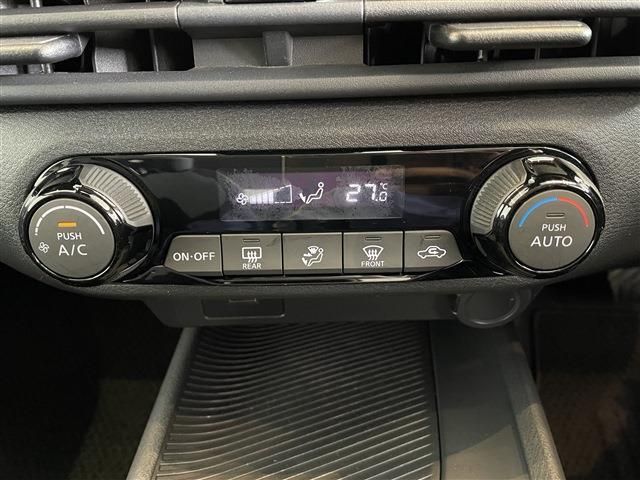 27.0°C
PUSH
A/C
ON•OFF
REAR
FRONT
PUSH
AUTO